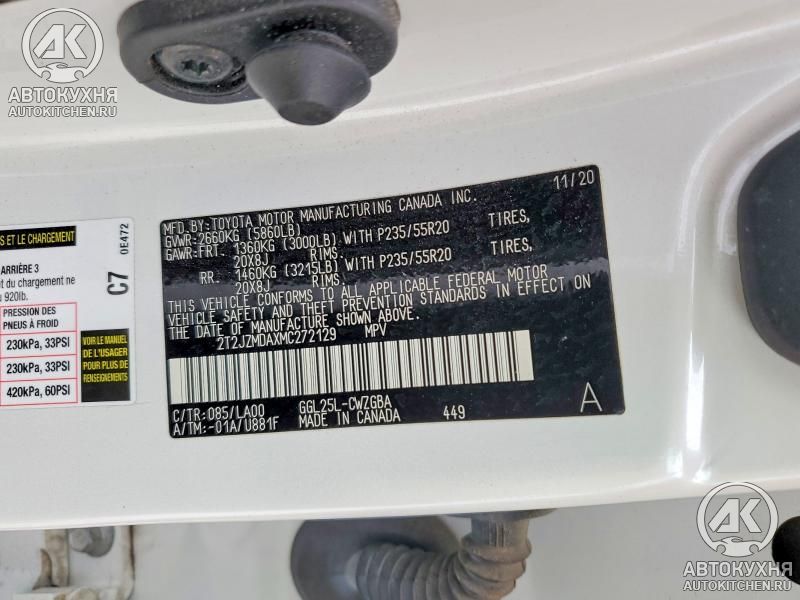 АК
АВТОКУХНЯ
AUTOKITCHEN.RU
S ET LE CHARGEMENT
ARRIÈRE 3
t du chargement ne
u 920lb.
PRESSION DES
PNEUS À FROID
230kPa, 33PSI
230kPa, 33PSI
420kPa, 60PSI
VOIR LE MANUEL
DE L'USAGER
POUR PLUS DE
RENSEIGNEMENTS
C7
0E472
MFD.BY:TOYOTA MOTOR MANUFACTURING CANADA INC. 11/20
GVWR:2660KG (5860LB)
GAWR:FRT. 1360KG (3000LB) WITH P235/55R20 TIRES,
20X8J RIMS.
RR. 1460KG (3215LB) WITH P235/55R20 TIRES,
20X8J RIMS.
THIS VEHICLE CONFORMS TO ALL APPLICABLE FEDERAL MOTOR
VEHICLE SAFETY AND THEFT PREVENTION STANDARDS IN EFFECT ON
THE DATE OF MANUFACTURE SHOWN ABOVE.
2T2JZMDAXMC272129 MPV
C/TR:085/LA00 GGL25L-CWZGBA
A/TM:-01A/U881F MADE IN CANADA 449 A
АК
АВТОКУХНЯ
AUTOKITCHEN.RU